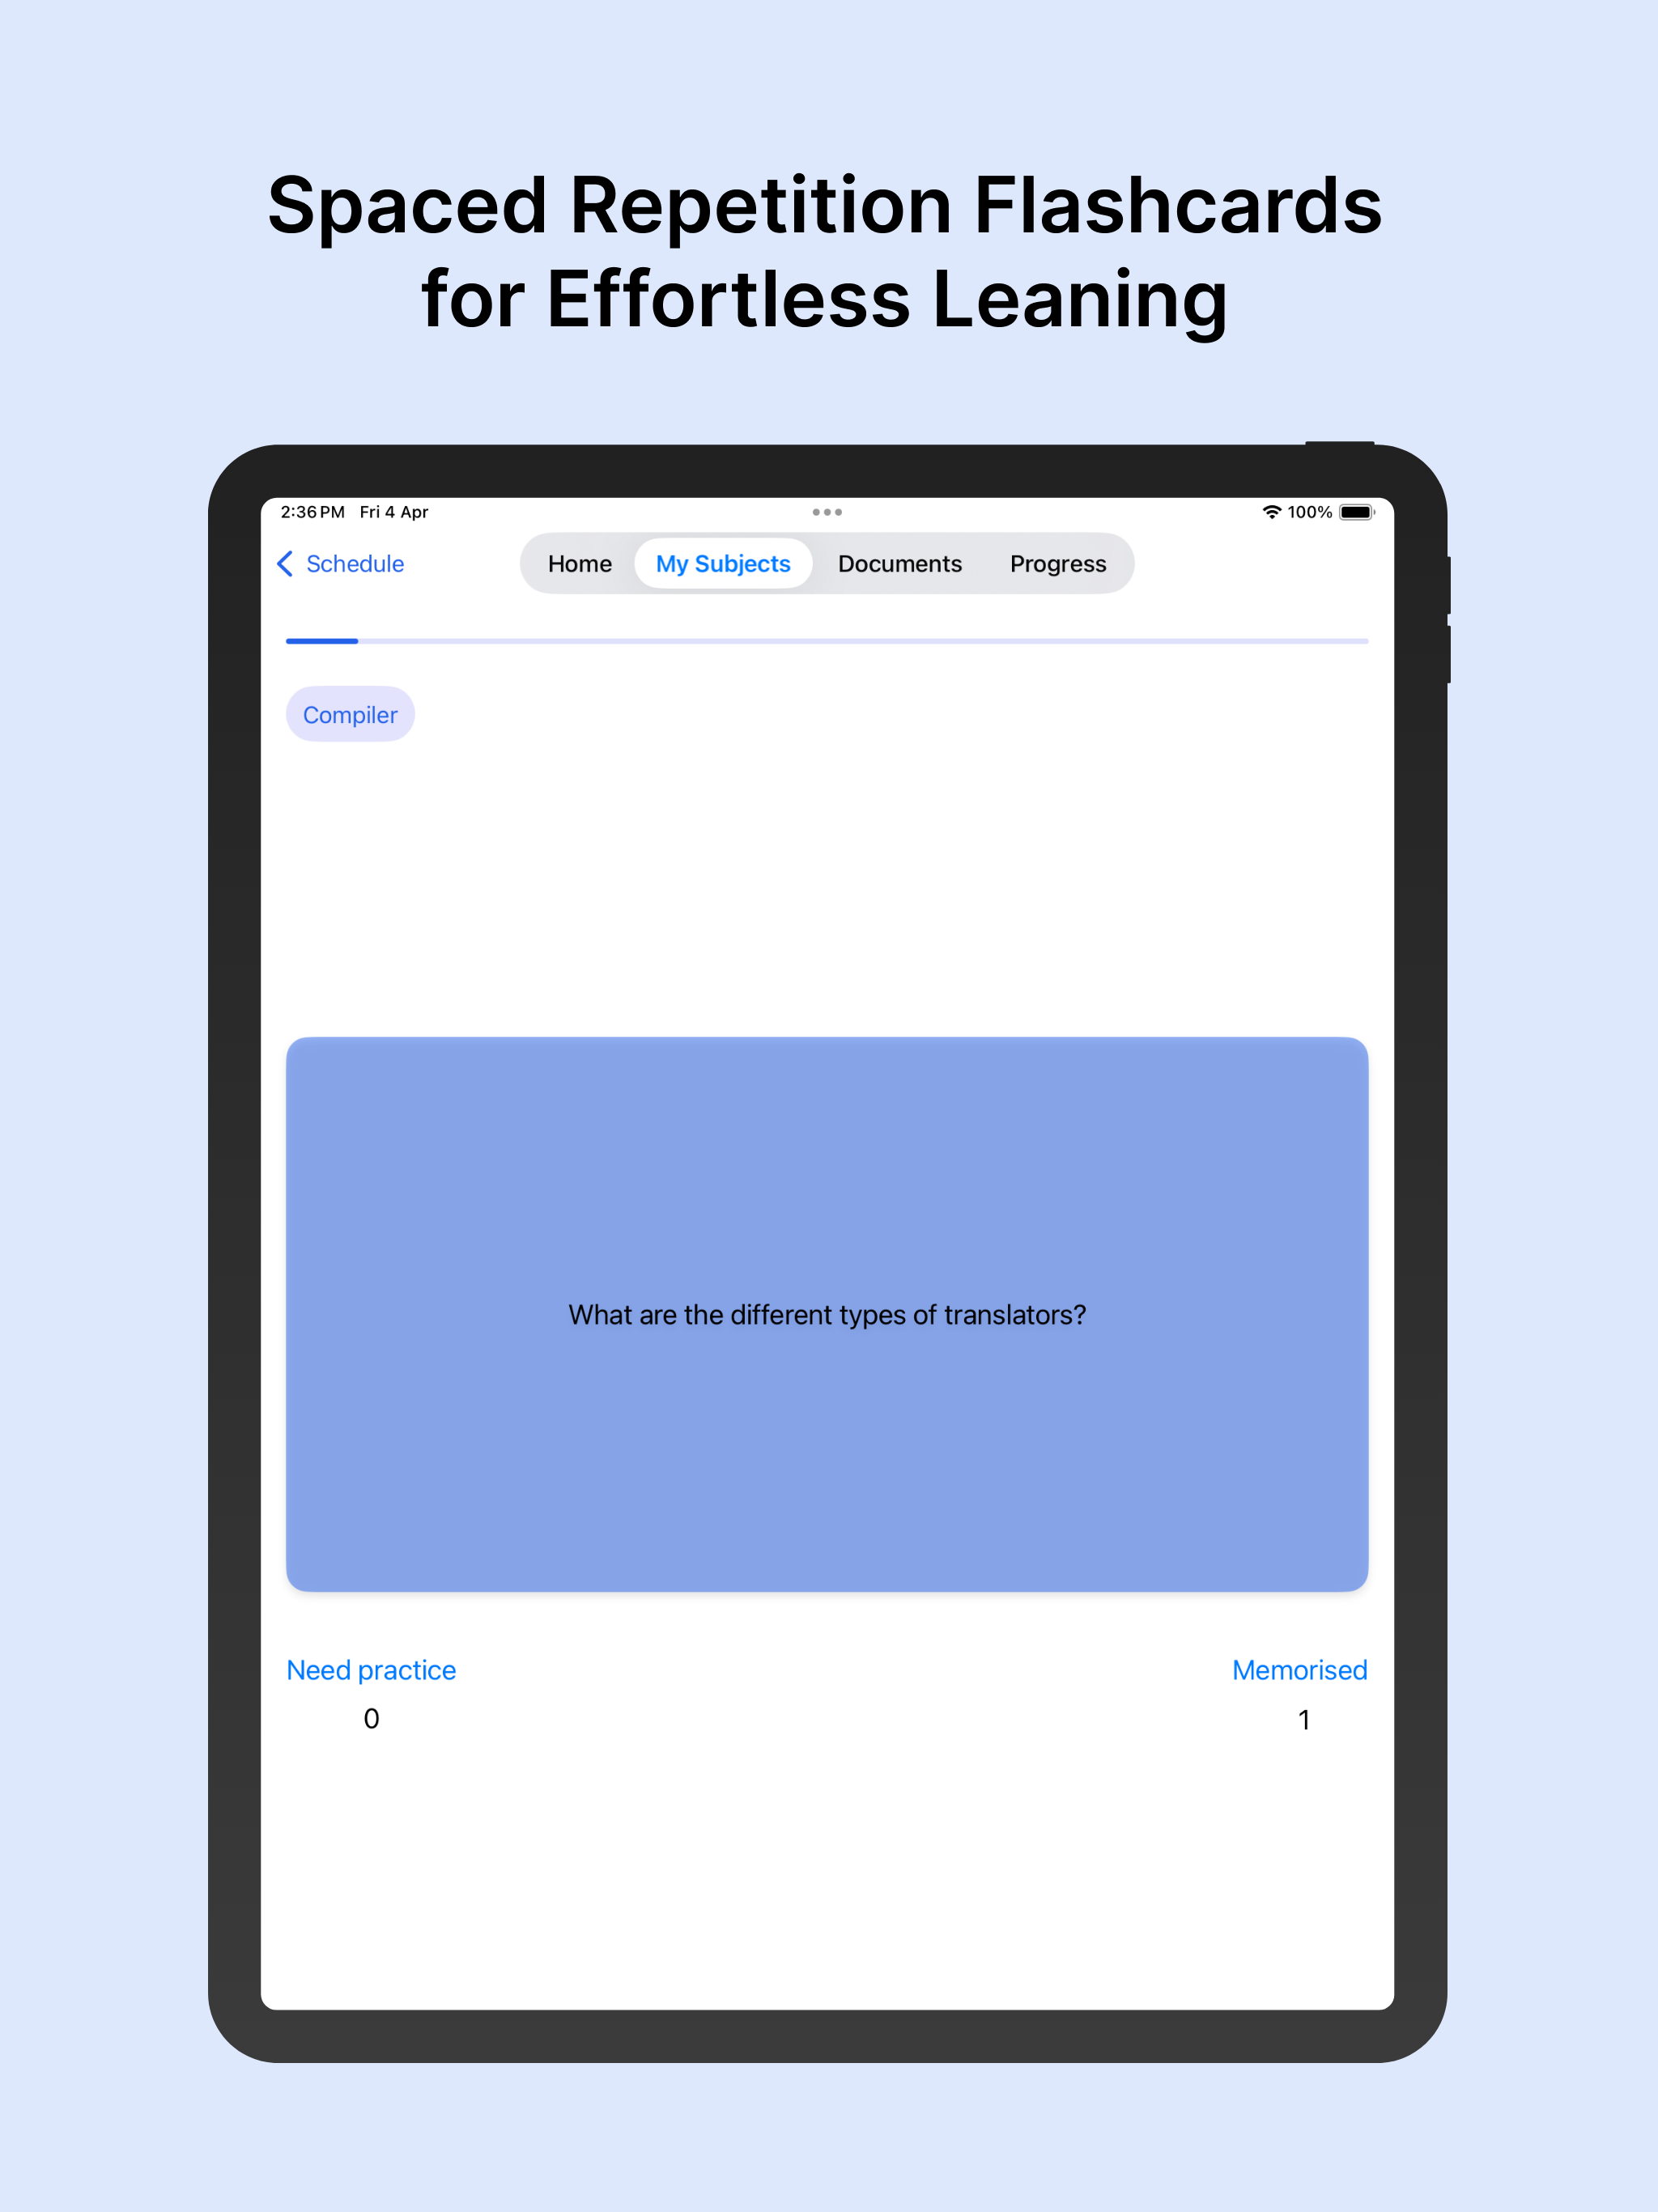 Spaced Repetition Flashcards
for Effortless Leaning
2:36 PM Fri 4 Apr 100%
Schedule Home My Subjects Documents Progress
Compiler
What are the different types of translators?
Need practice Memorised
0 1